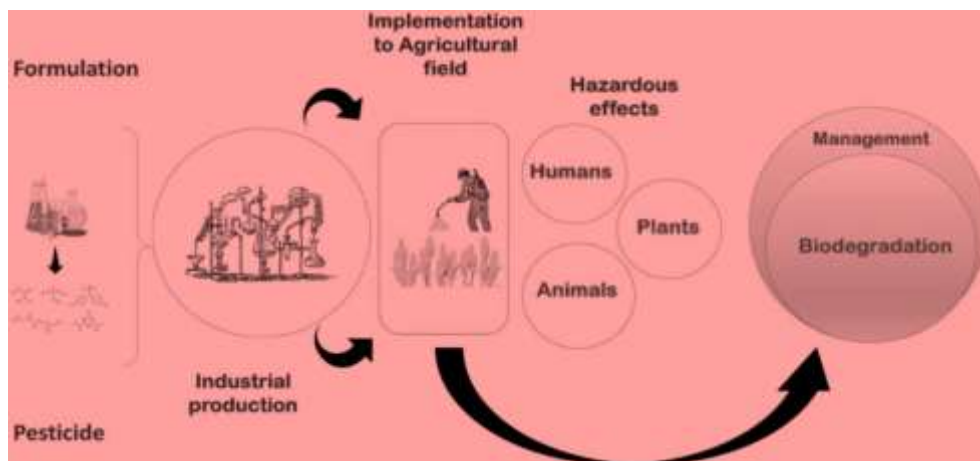 Implementation
to Agricultural
field
Formulation
Hazardous
effects
Management
Humans
Plants
Biodegradation
Animals
Industrial
production
Pesticide